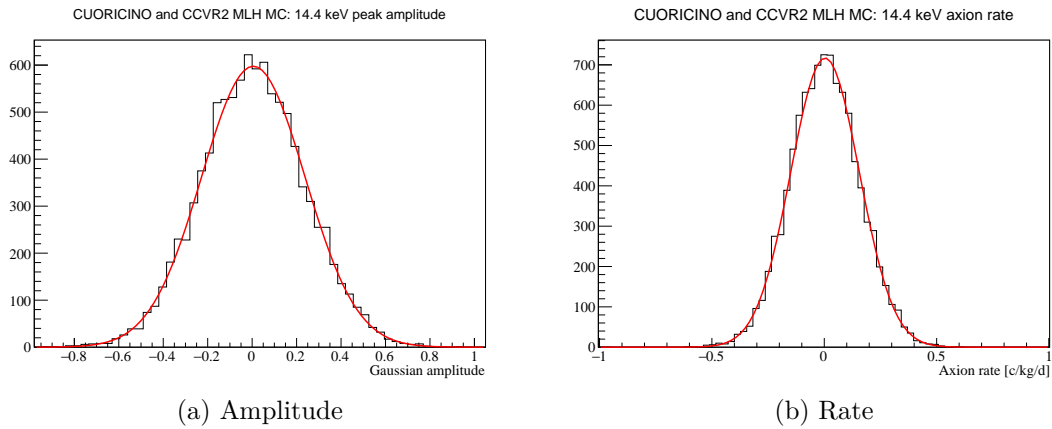 CUORICINO and CCVR2 MLH MC: 14.4 keV peak amplitude
600
500
400
300
200
100
0
−0.8 −0.6 −0.4 −0.2 0 0.2 0.4 0.6 0.8 1
Gaussian amplitude
(a) Amplitude
CUORICINO and CCVR2 MLH MC: 14.4 keV axion rate
700
600
500
400
300
200
100
0
−1 −0.5 0 0.5 1
Axion rate [c/kg/d]
(b) Rate